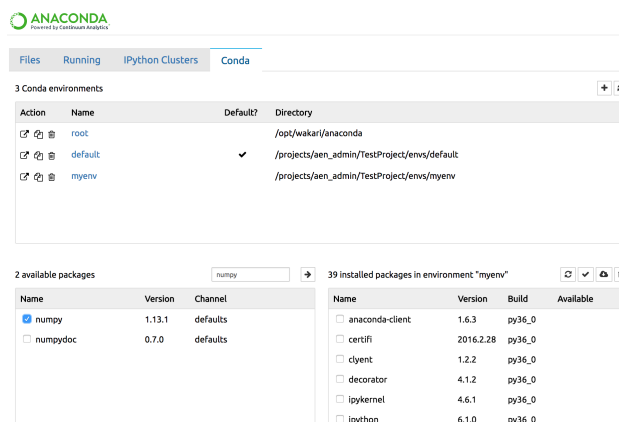 ANACONDA
Powered by Continuum Analytics
Files Running IPython Clusters Conda
3 Conda environments
Action Name Default? Directory
root /opt/wakari/anaconda
default /projects/aen_admin/TestProject/envs/default
myenv /projects/aen_admin/TestProject/envs/myenv
2 available packages numpy
Name Version Channel
numpy 1.13.1 defaults
numpydoc 0.7.0 defaults
39 installed packages in environment "myenv"
Name Version Build Available
anaconda-client 1.6.3 py36_0
certifi 2016.2.28 py36_0
clyent 1.2.2 py36_0
decorator 4.1.2 py36_0
ipykernel 4.6.1 py36_0
ipython 6.1.0 py36_0